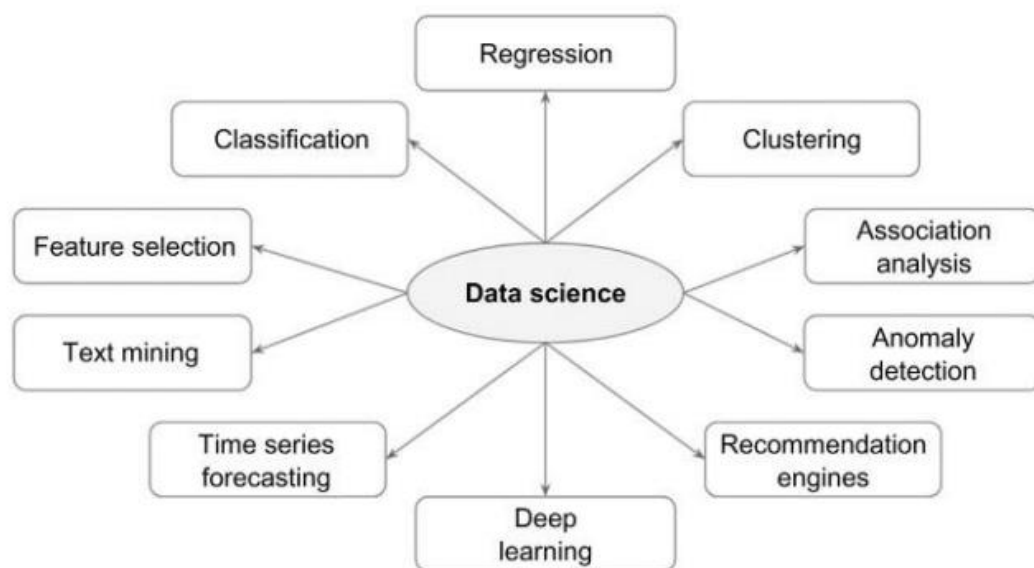 Regression
Classification
Clustering
Feature selection
Association
analysis
Data science
Text mining
Anomaly
detection
Time series
forecasting
Recommendation
engines
Deep
learning